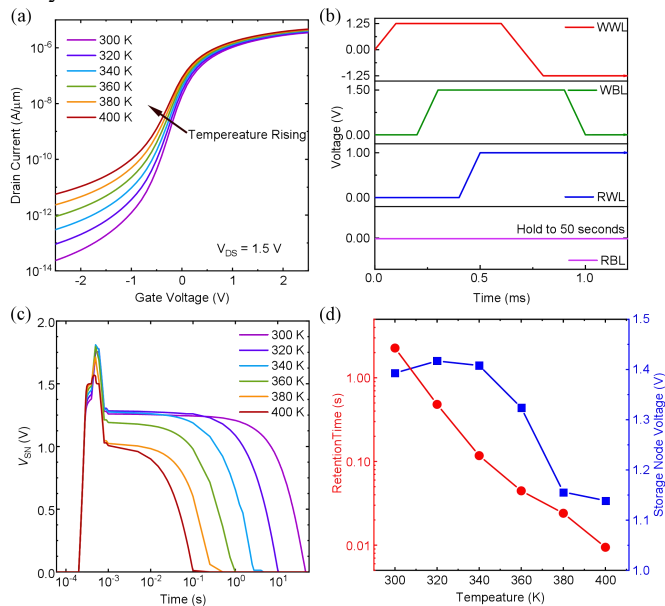 (a)
Drain Current (A/μm)
10⁻⁶
10⁻⁸
10⁻¹⁰
10⁻¹²
10⁻¹⁴
300 K
320 K
340 K
360 K
380 K
400 K
Tempereature Rising
V_DS = 1.5 V
-2 -1 0 1 2
Gate Voltage (V)
(b)
Voltage (V)
1.25
0.00
-1.25
WWL
1.50
0.00
WBL
1.00
0.00
RWL
Hold to 50 seconds
0.00
RBL
0.0 0.5 1.0
Time (ms)
(c)
V_SN (V)
2.0
1.5
1.0
0.5
0.0
300 K
320 K
340 K
360 K
380 K
400 K
10⁻⁴ 10⁻³ 10⁻² 10⁻¹ 10⁰ 10¹
Time (s)
(d)
RetentionTime (s)
1.00
0.10
0.01
Storage Node Voltage (V)
1.5
1.4
1.3
1.2
1.1
1.0
300 320 340 360 380 400
Tempeature (K)